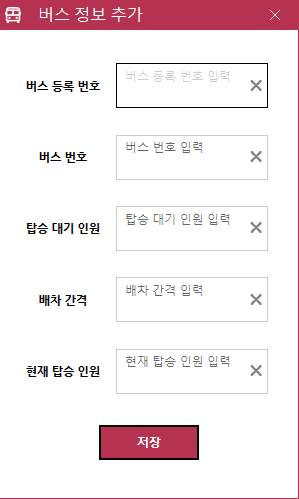 버스 정보 추가
버스 등록 번호
버스 등록 번호 입력
버스 번호
버스 번호 입력
탑승 대기 인원
탑승 대기 인원 입력
배차 간격
배차 간격 입력
현재 탑승 인원
현재 탑승 인원 입력
저장